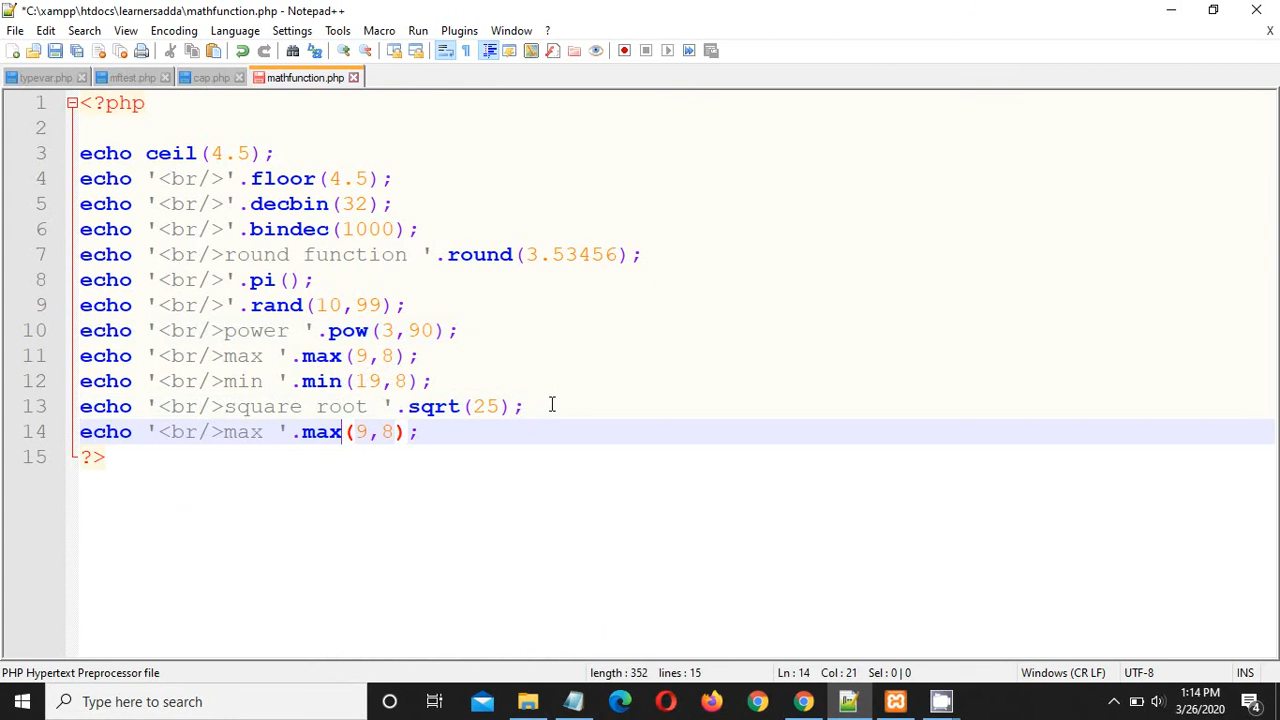 *C:\xampp\htdocs\learnersadda\mathfunction.php - Notepad++
File Edit Search View Encoding Language Settings Tools Macro Run Plugins Window ? X
typevar.php mftest.php cap.php mathfunction.php
1 <?php
2
3 echo ceil(4.5);
4 echo '<br/>'.floor(4.5);
5 echo '<br/>'.decbin(32);
6 echo '<br/>'.bindec(1000);
7 echo '<br/>round function '.round(3.53456);
8 echo '<br/>'.pi();
9 echo '<br/>'.rand(10,99);
10 echo '<br/>power '.pow(3,90);
11 echo '<br/>max '.max(9,8);
12 echo '<br/>min '.min(19,8);
13 echo '<br/>square root '.sqrt(25);
14 echo '<br/>max '.max(9,8);
15 ?>
PHP Hypertext Preprocessor file length : 352 lines : 15 Ln : 14 Col : 21 Sel : 0 | 0 Windows (CR LF) UTF-8 INS
Type here to search
1:14 PM
3/26/2020
4